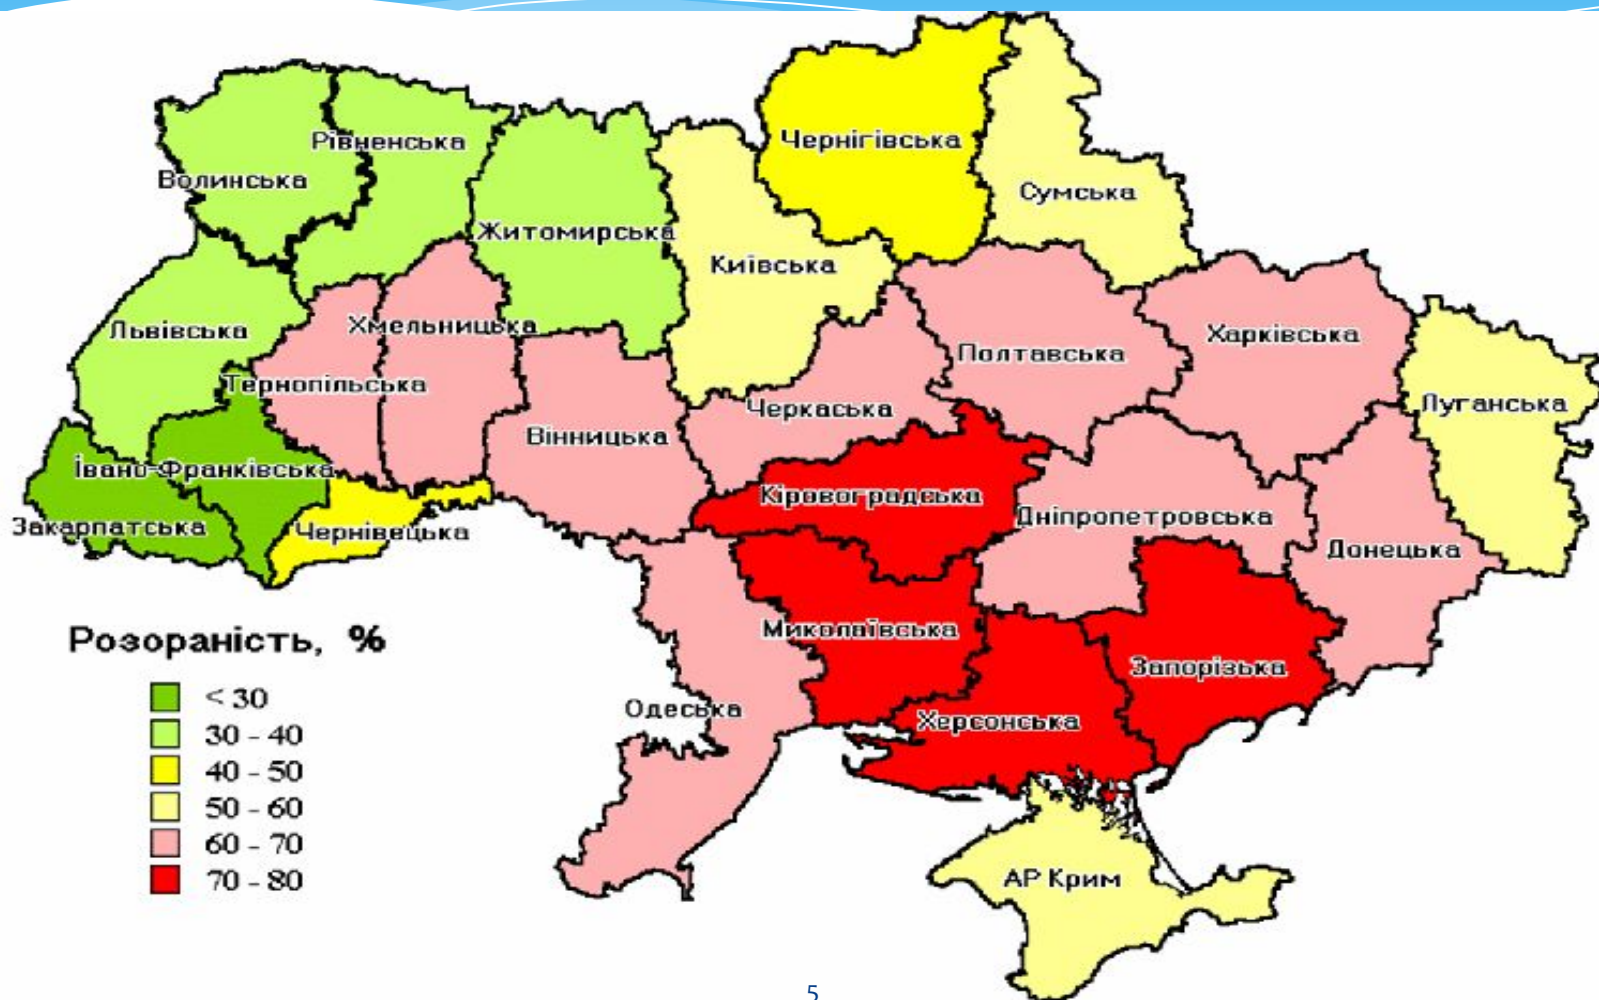 Чернігівська
Рівненська
Волинська
Сумська
Житомирська
Київська
Львівська
Хмельницька
Харківська
Полтавська
Тернопільська
Черкаська
Луганська
Вінницька
Івано-Франківська
Кіровоградська
Дніпропетровська
Закарпатська
Чернівецька
Донецька
Миколаївська
Запорізька
Одеська
Херсонська
АР Крим
Розораність, %
< 30
30 - 40
40 - 50
50 - 60
60 - 70
70 - 80
5